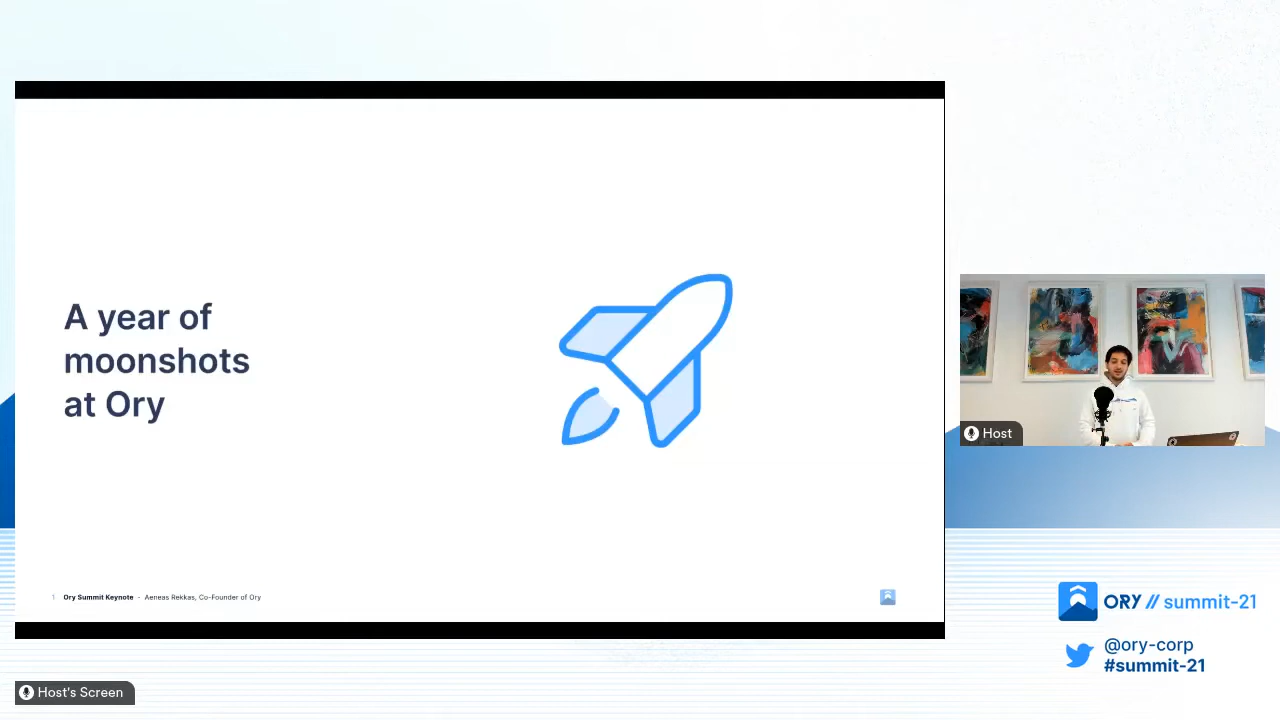 A year of
moonshots
at Ory
1 Ory Summit Keynote - Aeneas Rekkas, Co-Founder of Ory
Host
ORY // summit-21
@ory-corp
#summit-21
Host's Screen